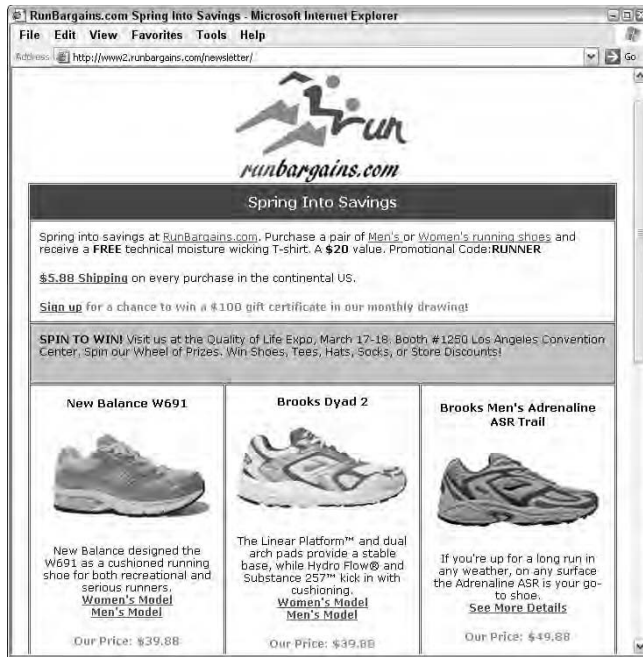 RunBargains.com Spring Into Savings - Microsoft Internet Explorer
File Edit View Favorites Tools Help
Address http://www2.runbargains.com/newsletter/ Go
run
runbargains.com
Spring Into Savings
Spring into savings at RunBargains.com. Purchase a pair of Men's or Women's running shoes and
receive a FREE technical moisture wicking T-shirt. A $20 value. Promotional Code:RUNNER
$5.88 Shipping on every purchase in the continental US.
Sign up for a chance to win a $100 gift certificate in our monthly drawing!
SPIN TO WIN! Visit us at the Quality of Life Expo, March 17-18. Booth #1250 Los Angeles Convention
Center. Spin our Wheel of Prizes. Win Shoes, Tees, Hats, Socks, or Store Discounts!
New Balance W691
New Balance designed the
W691 as a cushioned running
shoe for both recreational and
serious runners.
Women's Model
Men's Model
Our Price: $39.88
Brooks Dyad 2
The Linear Platform™ and dual
arch pads provide a stable
base, while Hydro Flow® and
Substance 257™ kick in with
cushioning.
Women's Model
Men's Model
Our Price: $39.88
Brooks Men's Adrenaline
ASR Trail
If you're up for a long run in
any weather, on any surface
the Adrenaline ASR is your go-
to shoe.
See More Details
Our Price: $49.88